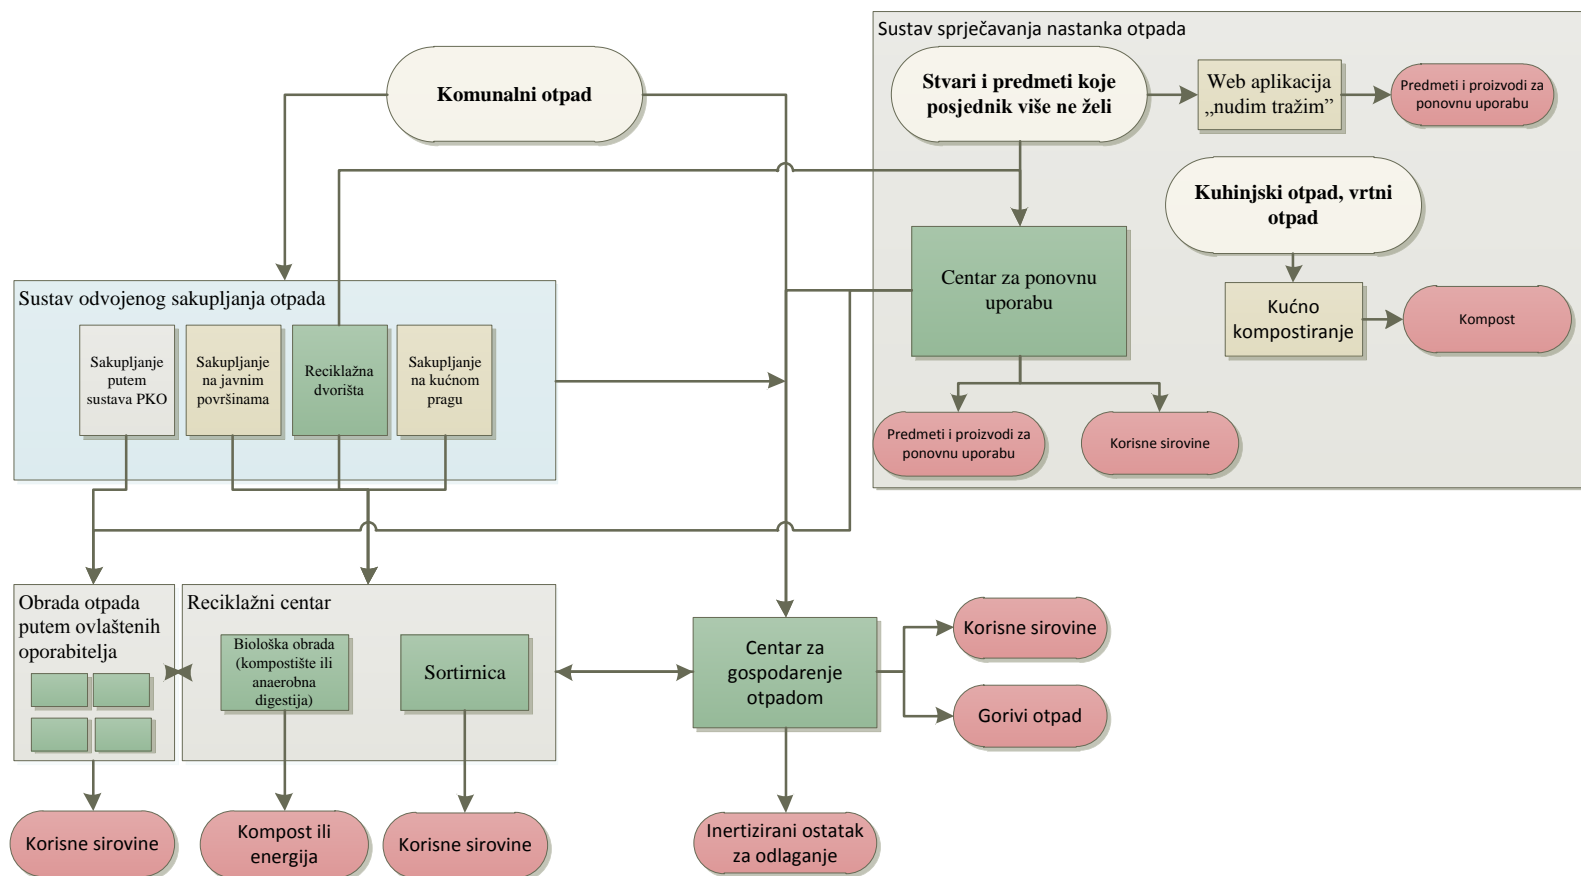 Sustav sprječavanja nastanka otpada
Komunalni otpad
Stvari i predmeti koje
posjednik više ne želi
Web aplikacija
„nudim tražim”
Predmeti i proizvodi za
ponovnu uporabu
Kuhinjski otpad, vrtni
otpad
Centar za ponovnu
uporabu
Kućno
kompostiranje
Kompost
Predmeti i proizvodi za
ponovnu uporabu
Korisne sirovine
Sustav odvojenog sakupljanja otpada
Sakupljanje
putem
sustava PKO
Sakupljanje
na javnim
površinama
Reciklažna
dvorišta
Sakupljanje
na kućnom
pragu
Obrada otpada
putem ovlaštenih
oporabitelja
Reciklažni centar
Biološka obrada
(kompostište ili
anaerobna
digestija)
Sortirnica
Centar za
gospodarenje
otpadom
Korisne sirovine
Gorivi otpad
Korisne sirovine
Kompost ili
energija
Korisne sirovine
Inertizirani ostatak
za odlaganje